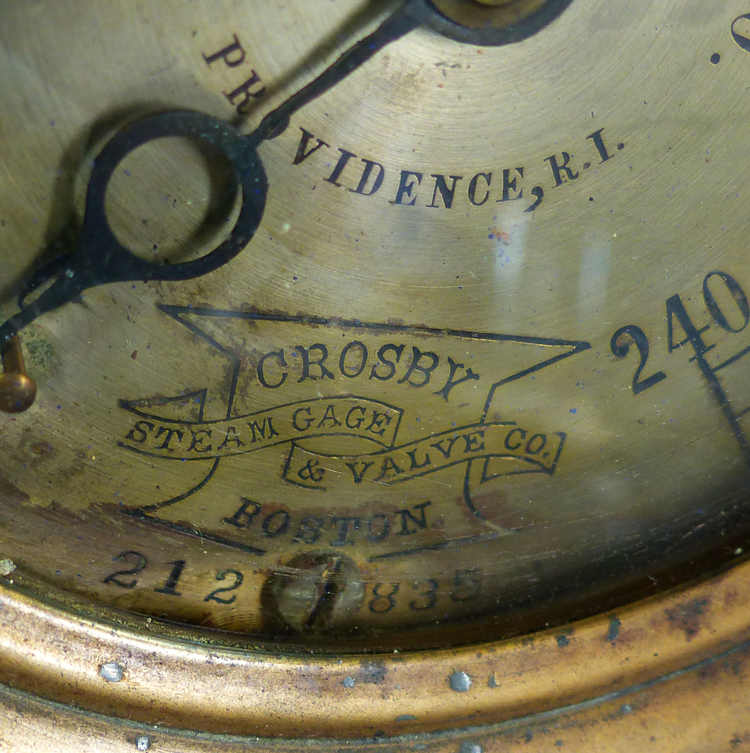 PROVIDENCE, R.I.
240
CROSBY
STEAM GAGE
& VALVE CO.
BOSTON.
212 835